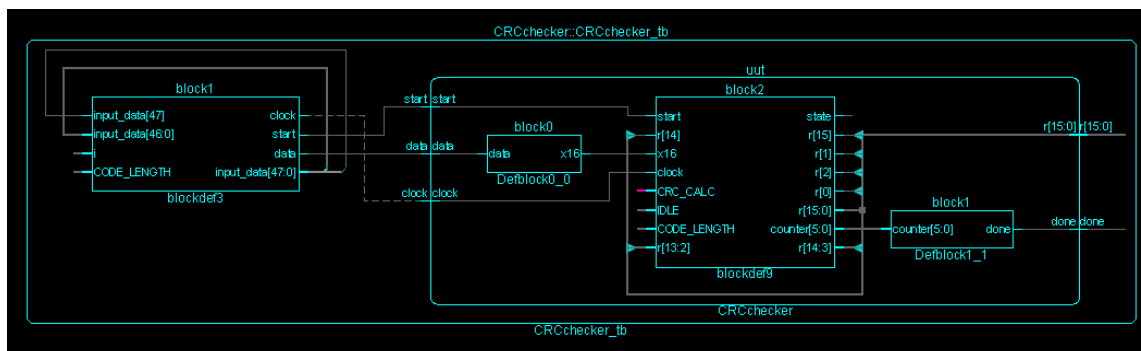 CRCchecker::CRCchecker_tb
uut
block1
input_data[47] clock
input_data[46:0] start
i data
CODE_LENGTH input_data[47:0]
blockdef3
start start
data data
clock clock
block0
data x16
Defblock0_0
block2
start state
r[14] r[15]
x16 r[1]
clock r[2]
CRC_CALC r[0]
IDLE r[15:0]
CODE_LENGTH counter[5:0]
r[13:2] r[14:3]
blockdef9
r[15:0] r[15:0]
block1
counter[5:0] done
Defblock1_1
done done
CRCchecker
CRCchecker_tb